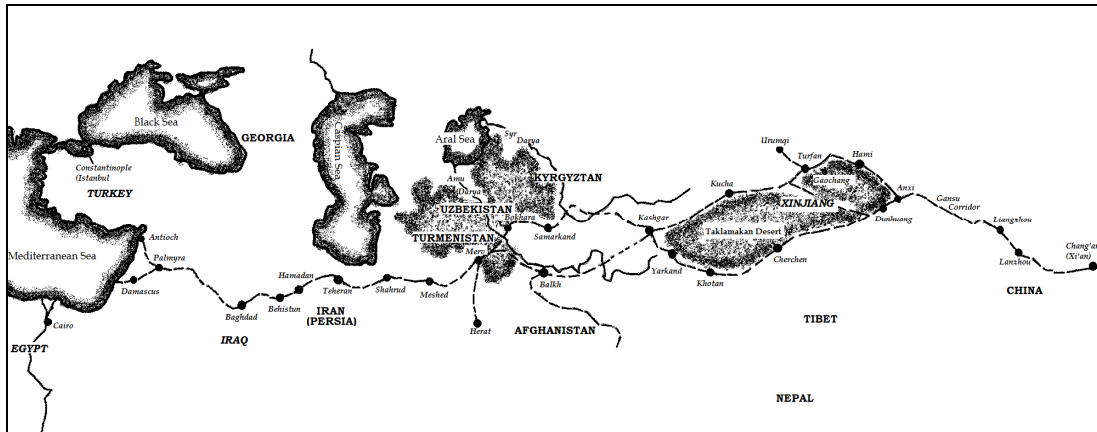 Black Sea
GEORGIA
Constantinople
(Istanbul
TURKEY
Caspian Sea
Aral Sea
Syr
Darya
Amu
Darya
KYRGYZTAN
UZBEKISTAN
Bokhara
Samarkand
TURMENISTAN
Merv
Antioch
Mediterranean Sea
Palmyra
Damascus
Baghdad
Behistun
Hamadan
Teheran
Shahrud
Meshed
Herat
Balkh
Cairo
EGYPT
IRAQ
IRAN
(PERSIA)
AFGHANISTAN
Urumqi
Turfan
Hami
Gaochang
Kucha
XINJIANG
Anxi
Dunhuang
Gansu
Corridor
Kashgar
Taklamakan Desert
Yarkand
Khotan
Cherchen
Liangzhou
Lanzhou
Chang'an
(Xi'an)
CHINA
TIBET
NEPAL